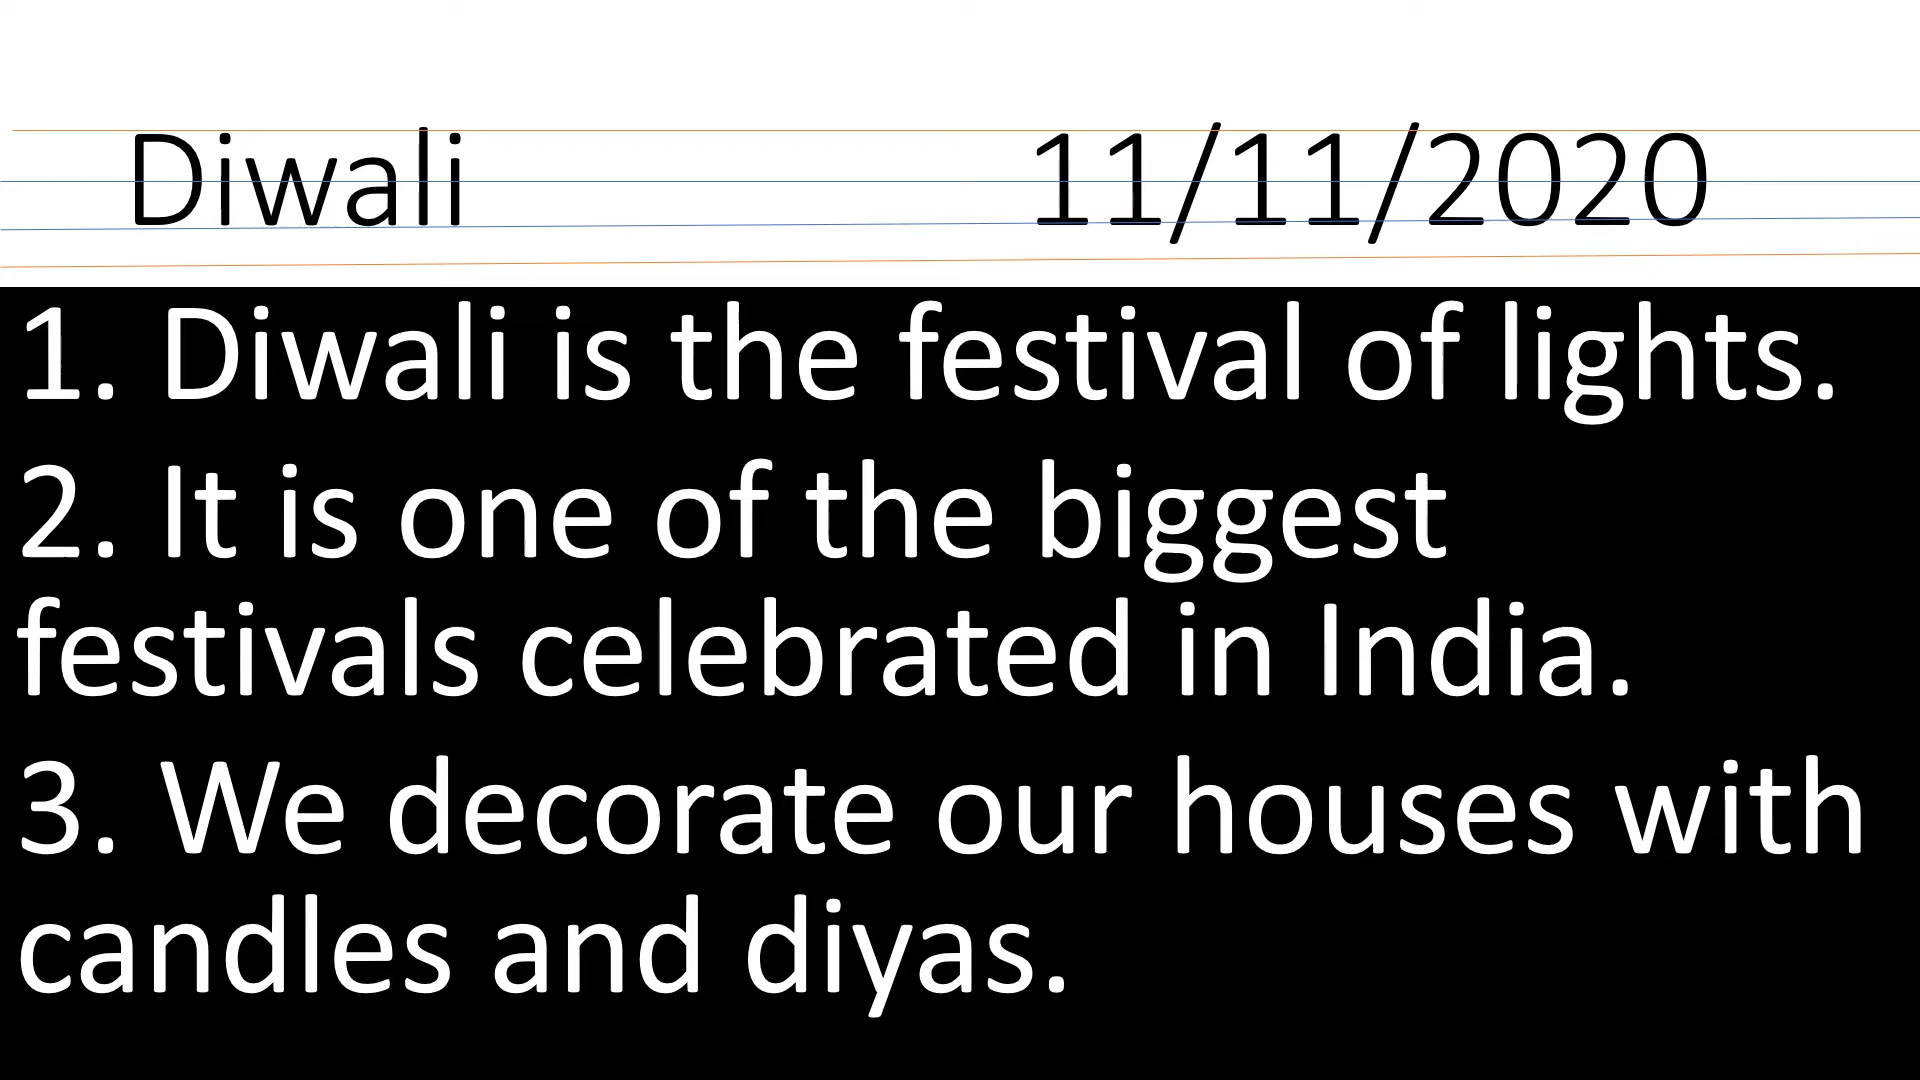 Diwali 11/11/2020
1. Diwali is the festival of lights.
2. It is one of the biggest
festivals celebrated in India.
3. We decorate our houses with
candles and diyas.